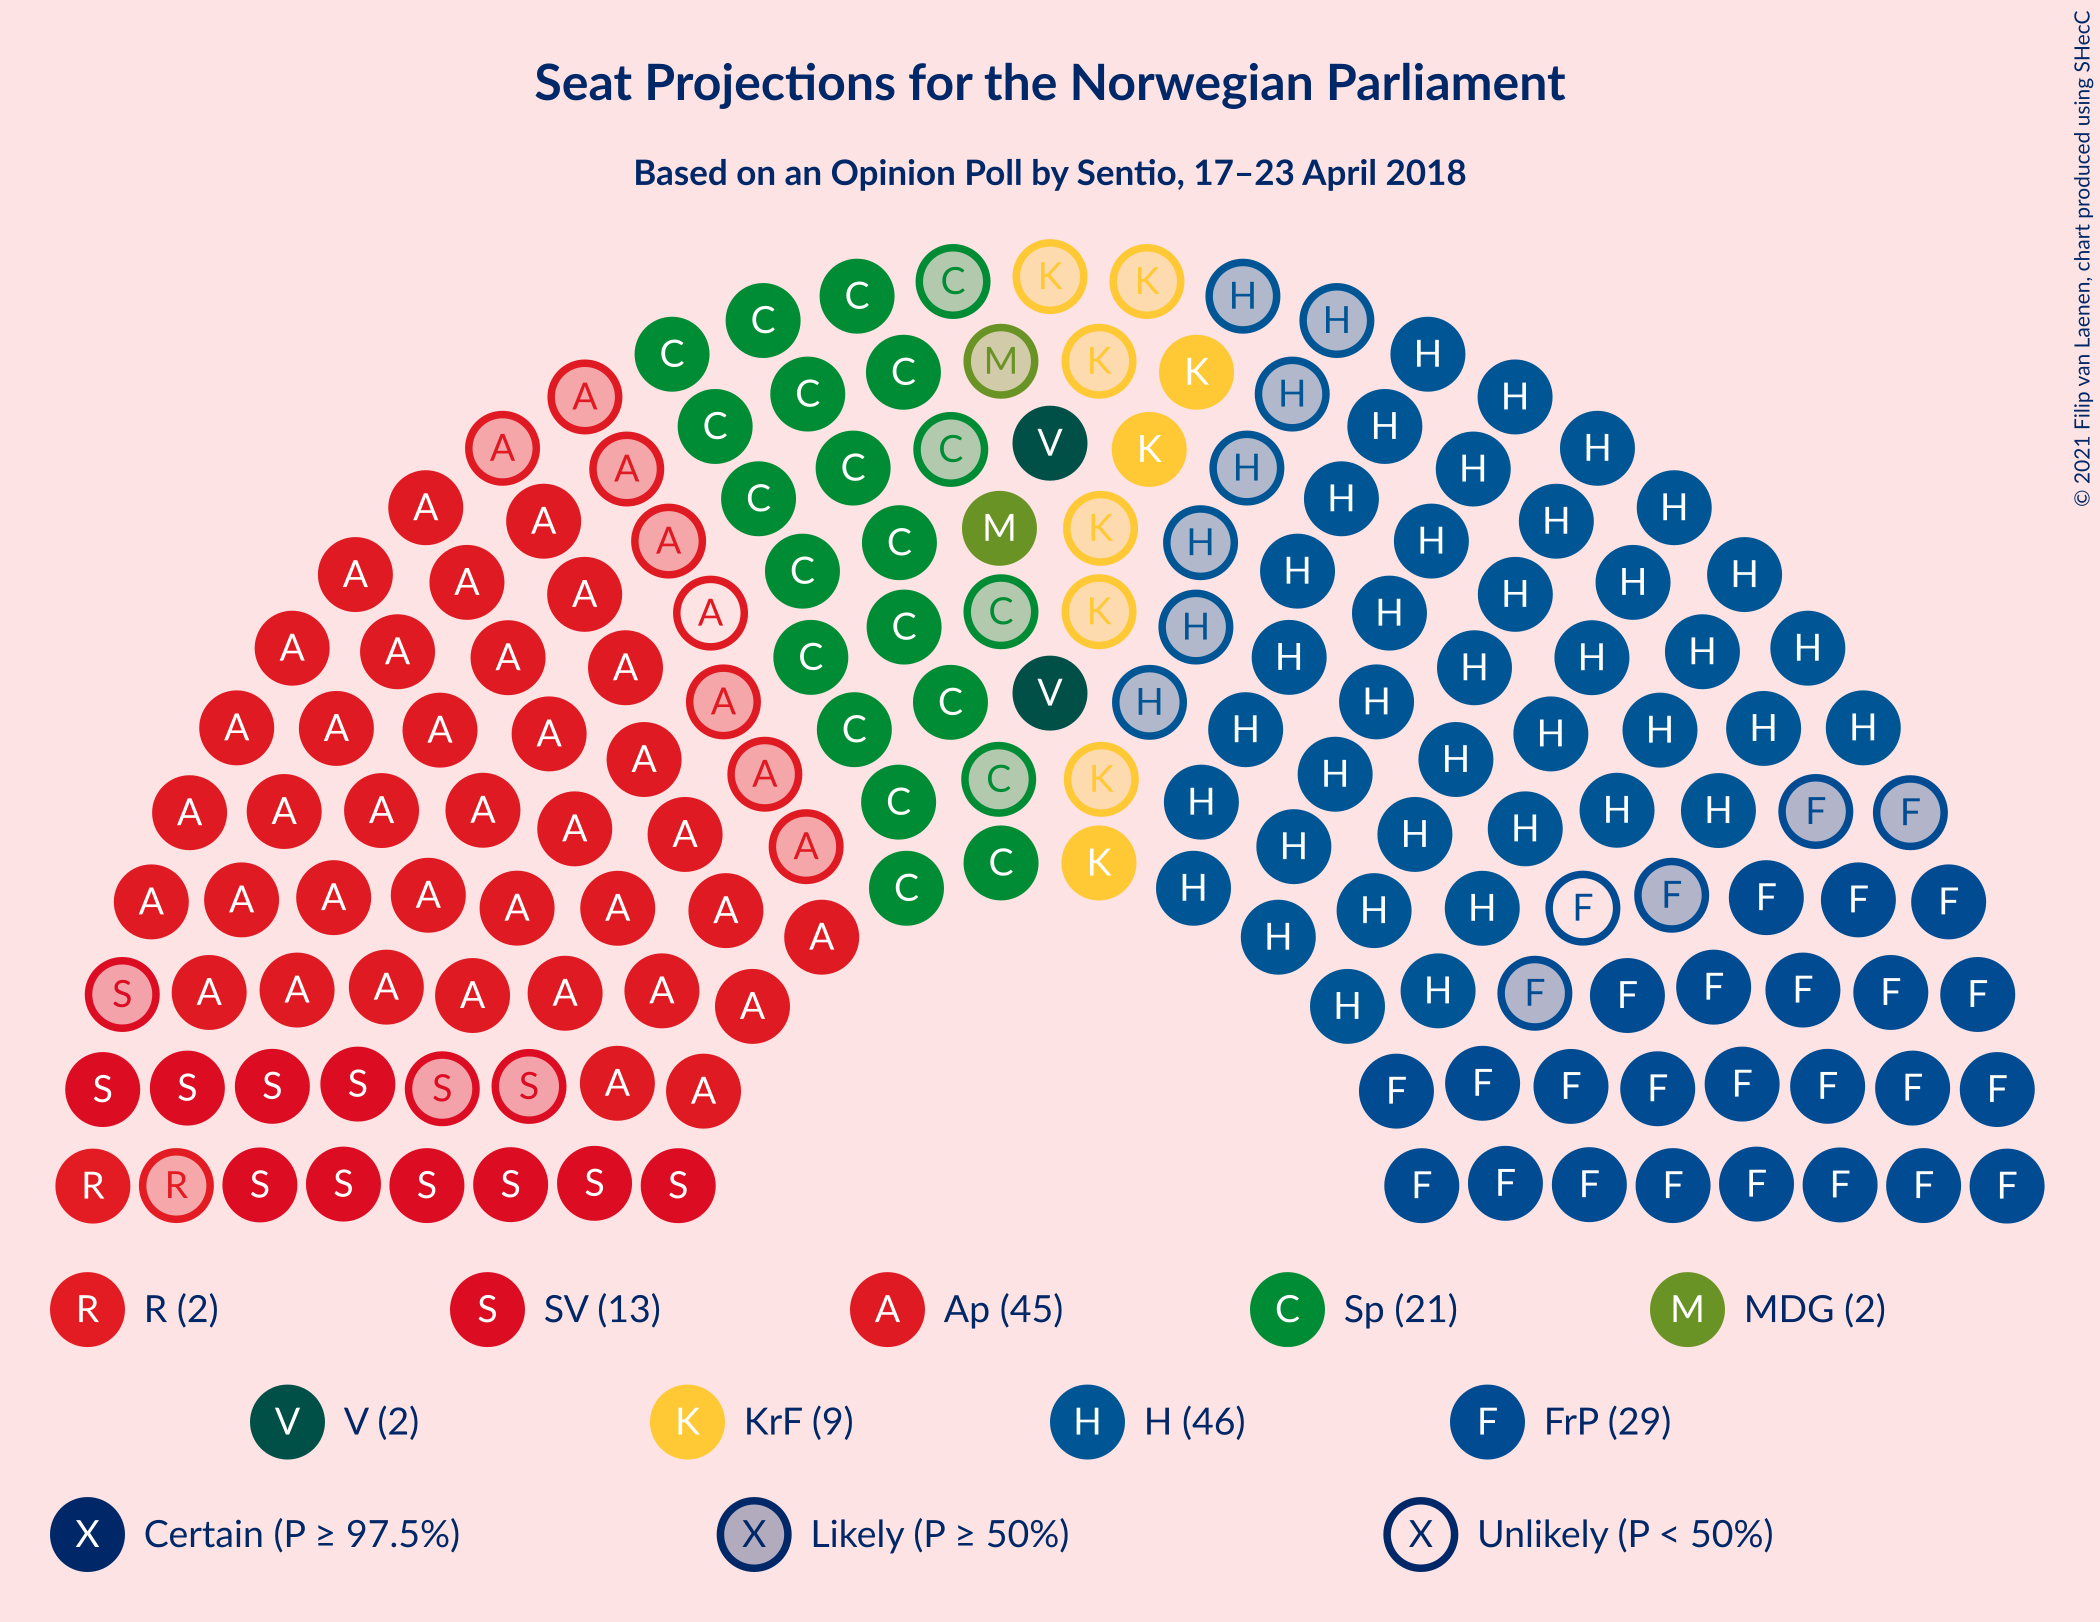 Seat Projections for the Norwegian Parliament
Based on an Opinion Poll by Sentio, 17–23 April 2018
© 2021 Filip van Laenen, chart produced using SHecC
C C C C K K H H H H
A A C C C M K K H H H H H
A A C C C V K H H H H H
A A A C C M K H H H H H
A A A A C C K H H H H H H
A A A A A C V H H H H H H H
A A A A A A C C K H H H H H H H
A A A A A A A C C K H H H H H H F F
A A A A A A A A H H H F F F F F
S A A A A A A A H H F F F F F F
S S S S S S A A F F F F F F F F
R R S S S S S S F F F F F F F F
R R (2) S SV (13) A Ap (45) C Sp (21) M MDG (2)
V V (2) K KrF (9) H H (46) F FrP (29)
X Certain (P ≥ 97.5%) X Likely (P ≥ 50%) X Unlikely (P < 50%)